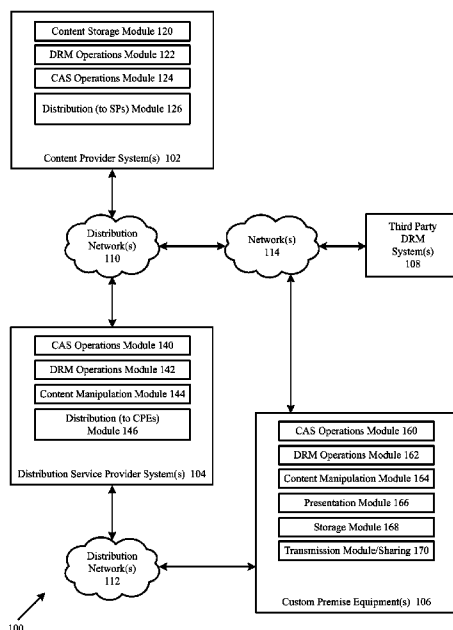 Content Storage Module 120
DRM Operations Module 122
CAS Operations Module 124
Distribution (to SPs) Module 126
Content Provider System(s) 102
Distribution
Network(s)
110
Network(s)
114
Third Party
DRM
System(s)
108
CAS Operations Module 140
DRM Operations Module 142
Content Manipulation Module 144
Distribution (to CPEs)
Module 146
Distribution Service Provider System(s) 104
CAS Operations Module 160
DRM Operations Module 162
Content Manipulation Module 164
Presentation Module 166
Storage Module 168
Transmission Module/Sharing 170
Custom Premise Equipment(s) 106
Distribution
Network(s)
112
100